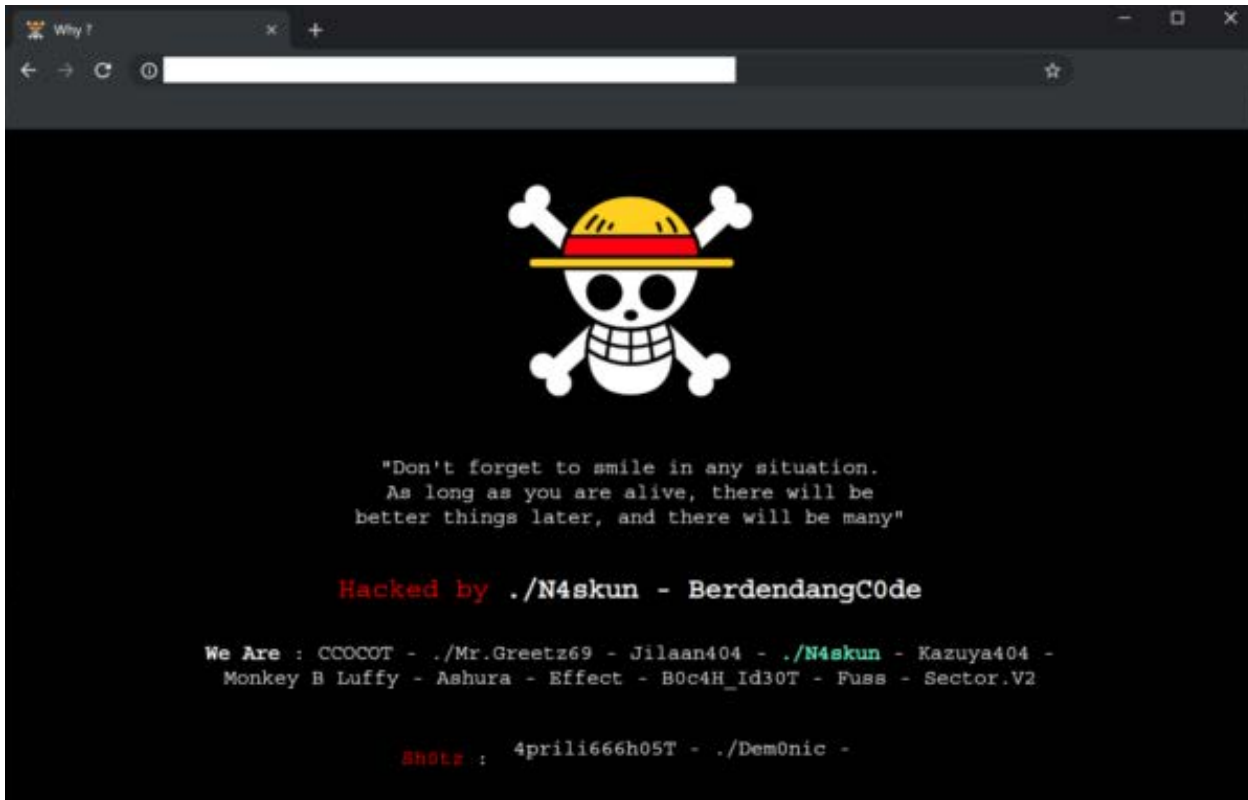 Why ?
"Don't forget to smile in any situation.
As long as you are alive, there will be
better things later, and there will be many"
Hacked by ./N4skun - BerdendangC0de
We Are : CCOCOT - ./Mr.Greetz69 - Jilaan404 - ./N4skun - Kazuya404 -
Monkey B Luffy - Ashura - Effect - B0c4H_Id30T - Fuss - Sector.V2
Sh0tz : 4prili666h05T - ./Dem0nic -